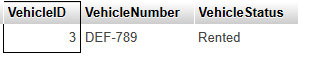 VehicleID VehicleNumber VehicleStatus
3 DEF-789 Rented